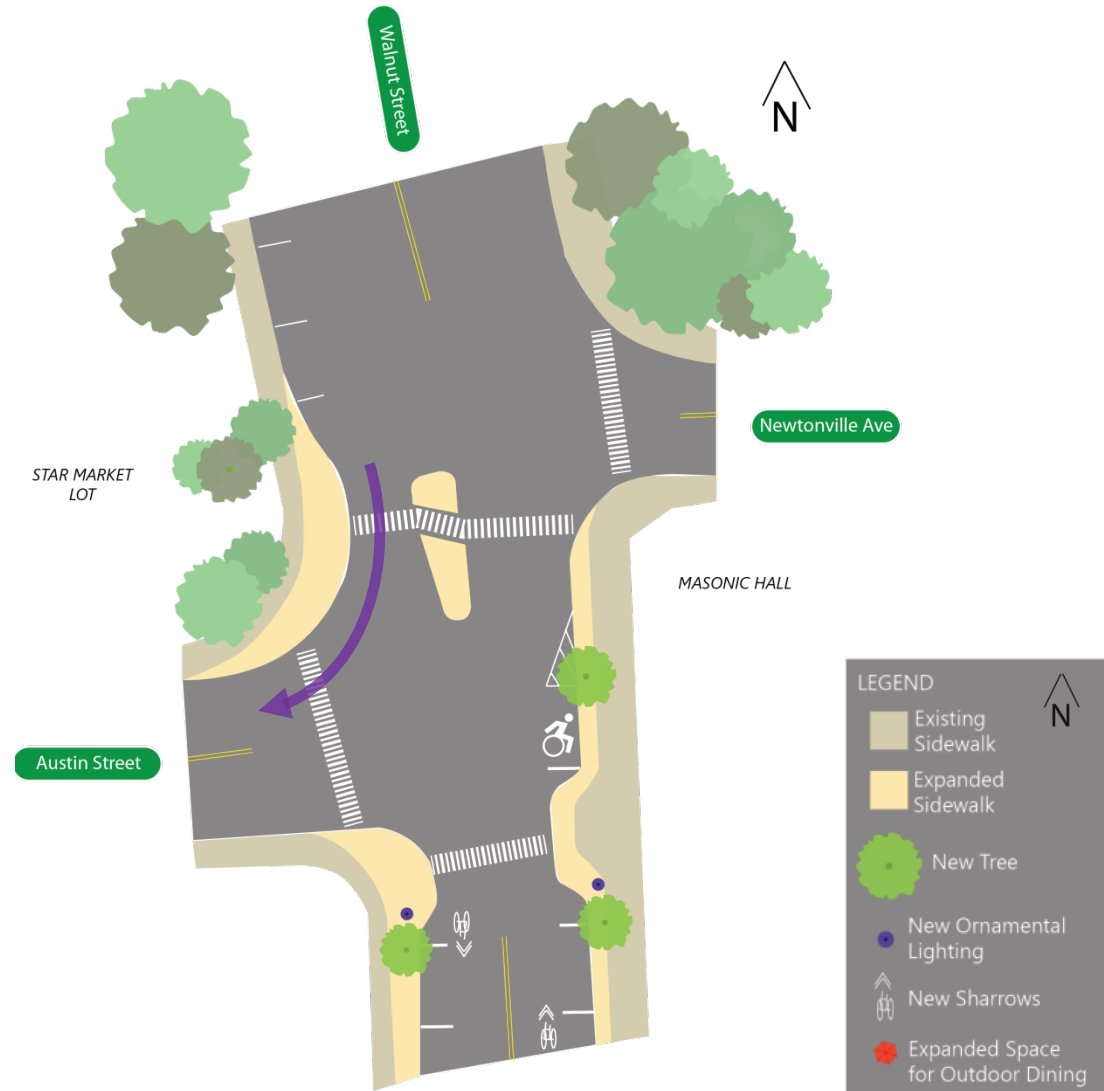 Walnut Street
N
Newtonville Ave
STAR MARKET
LOT
MASONIC HALL
Austin Street
LEGEND
N
Existing
Sidewalk
Expanded
Sidewalk
New Tree
New Ornamental
Lighting
New Sharrows
Expanded Space
for Outdoor Dining